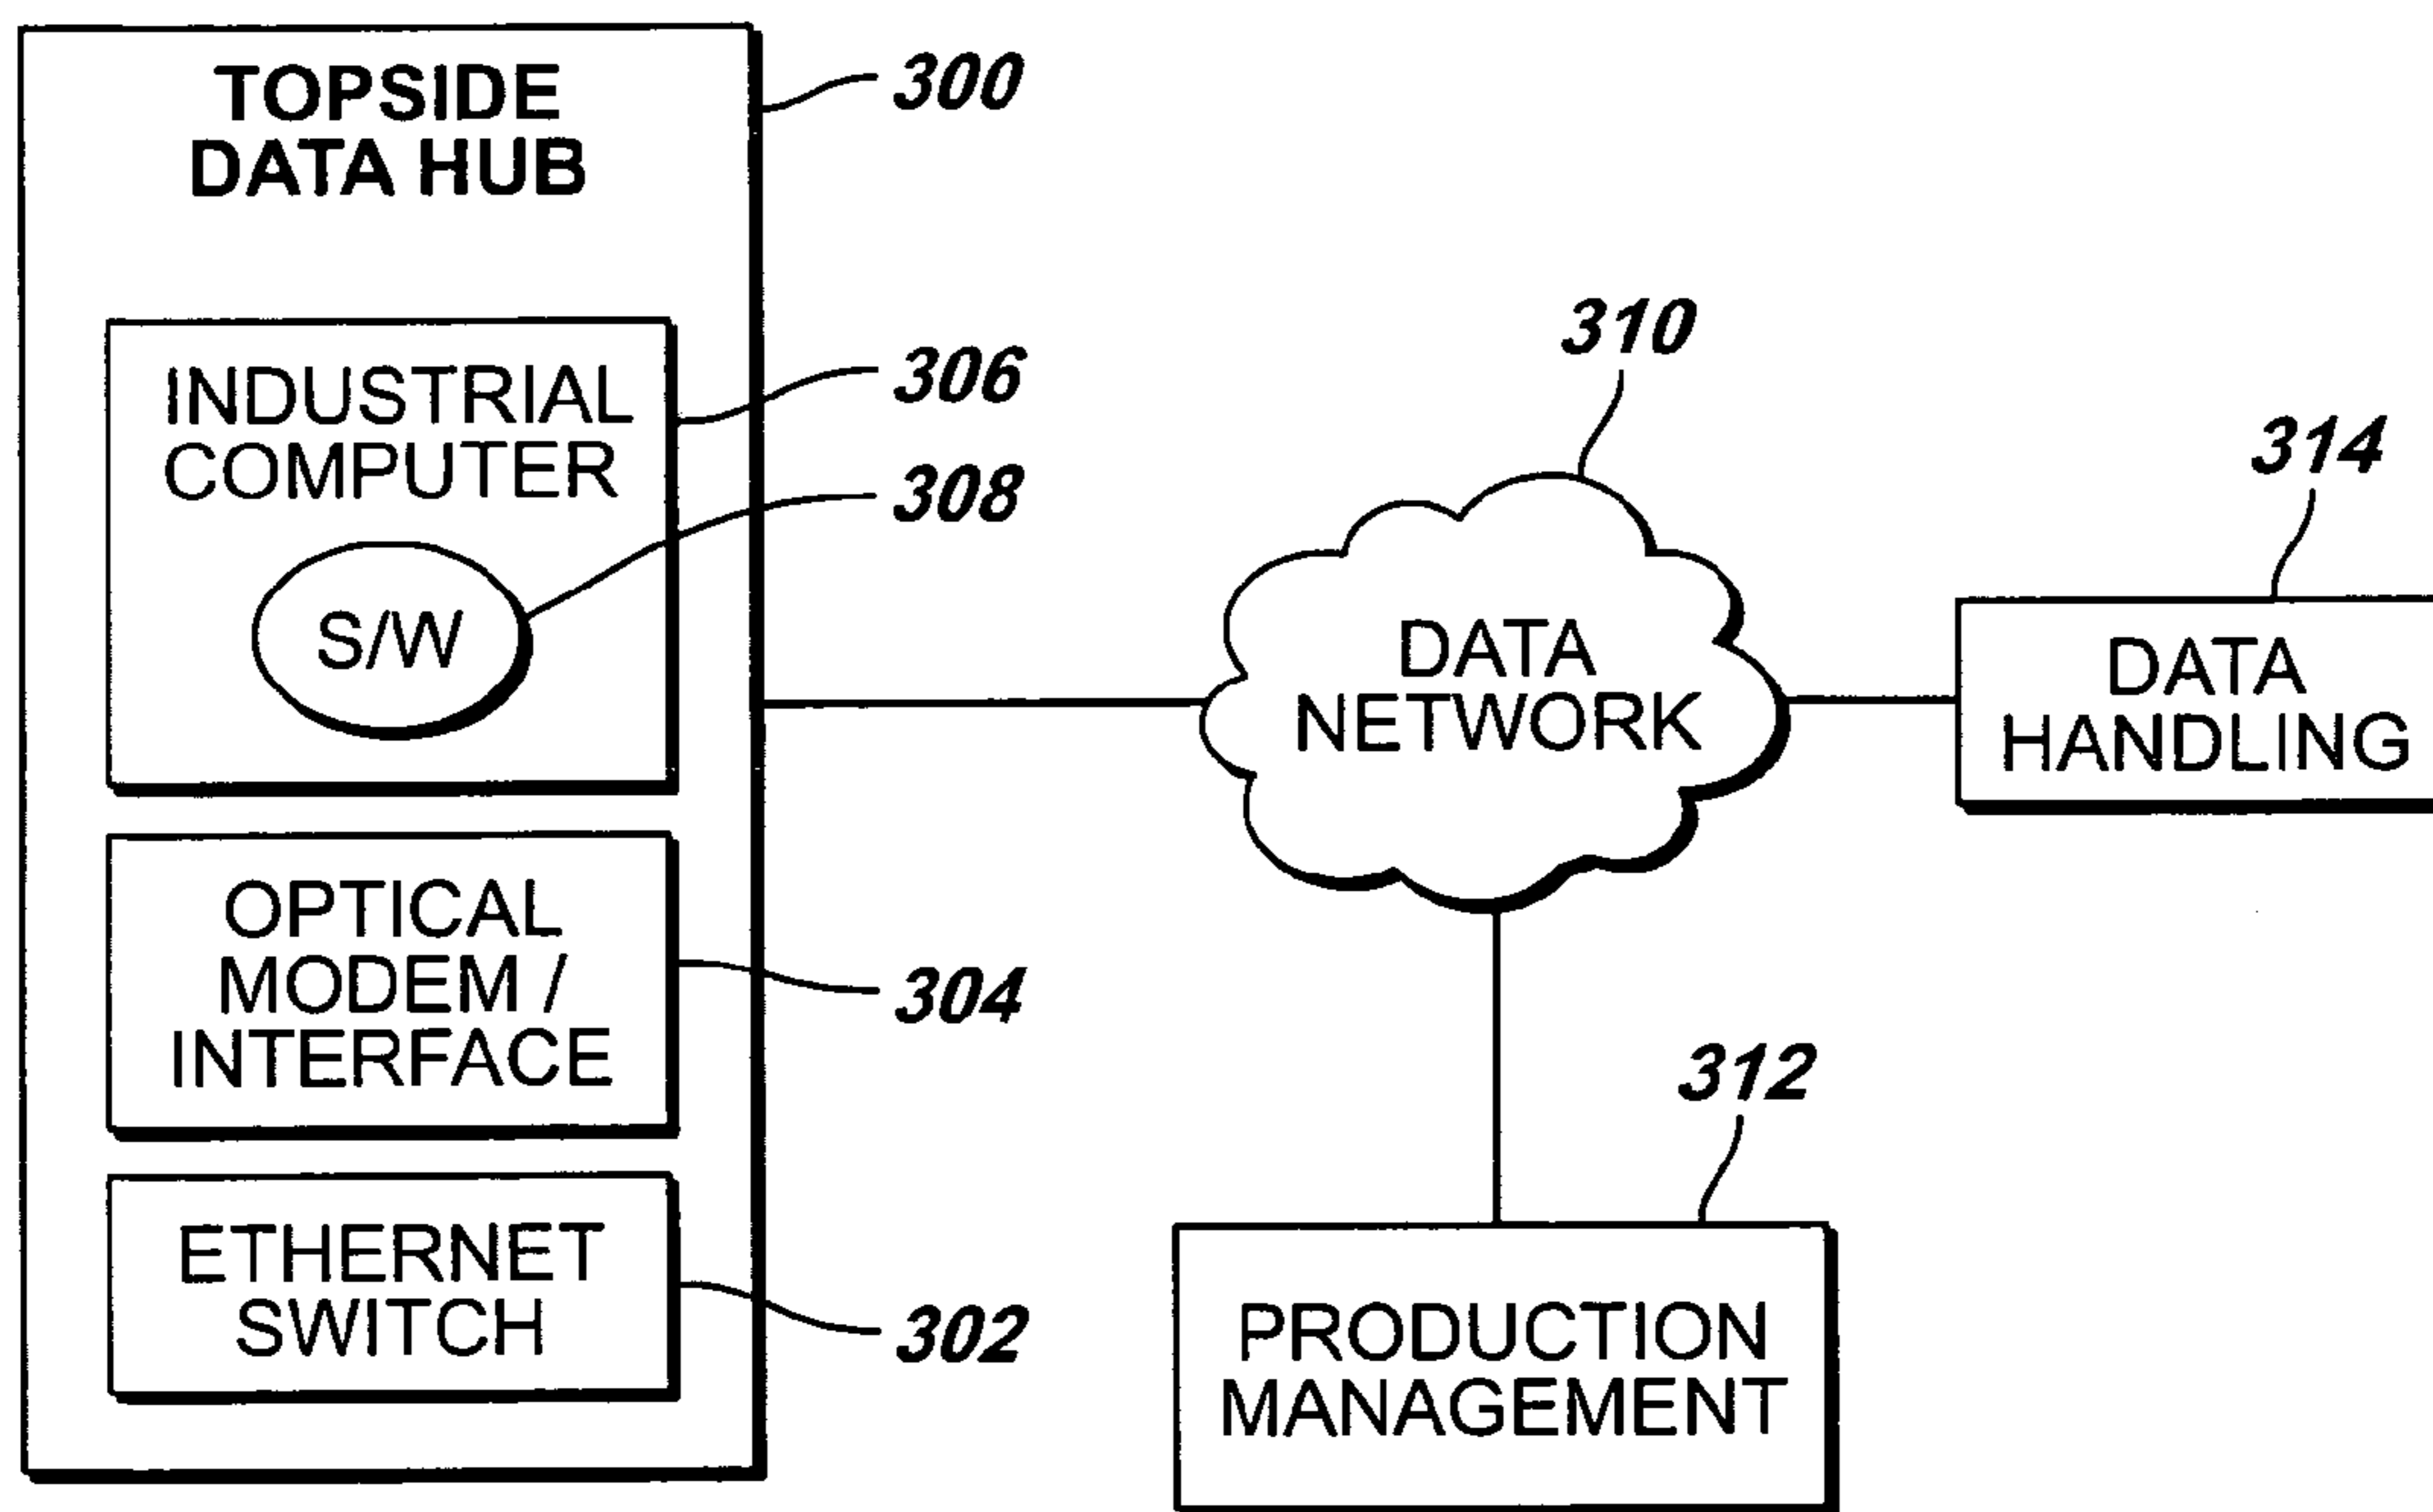 TOPSIDE
DATA HUB
300
INDUSTRIAL
COMPUTER
306
S/W
308
OPTICAL
MODEM /
INTERFACE
304
ETHERNET
SWITCH
302
310
DATA
NETWORK
314
DATA
HANDLING
312
PRODUCTION
MANAGEMENT